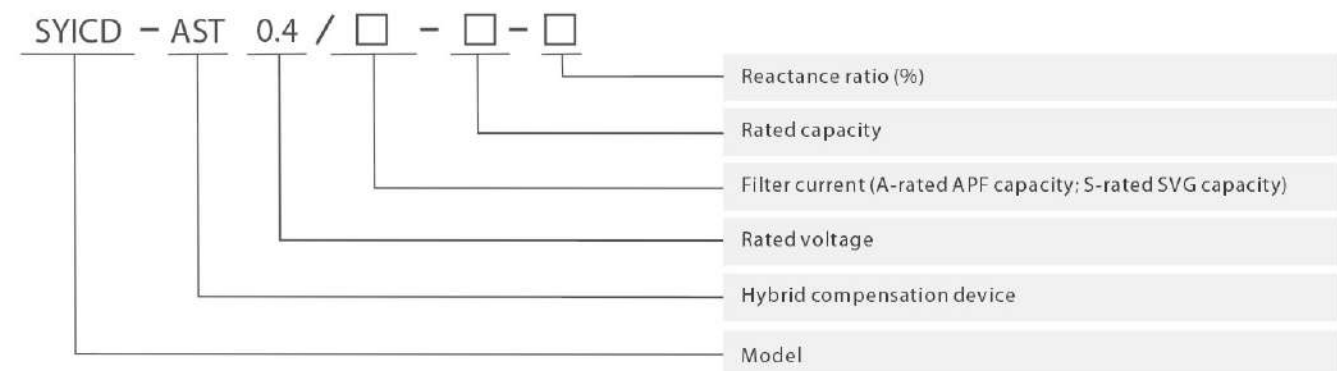 SYICD - AST 0.4 / □ - □ - □
Reactance ratio (%)
Rated capacity
Filter current (A-rated APF capacity; S-rated SVG capacity)
Rated voltage
Hybrid compensation device
Model